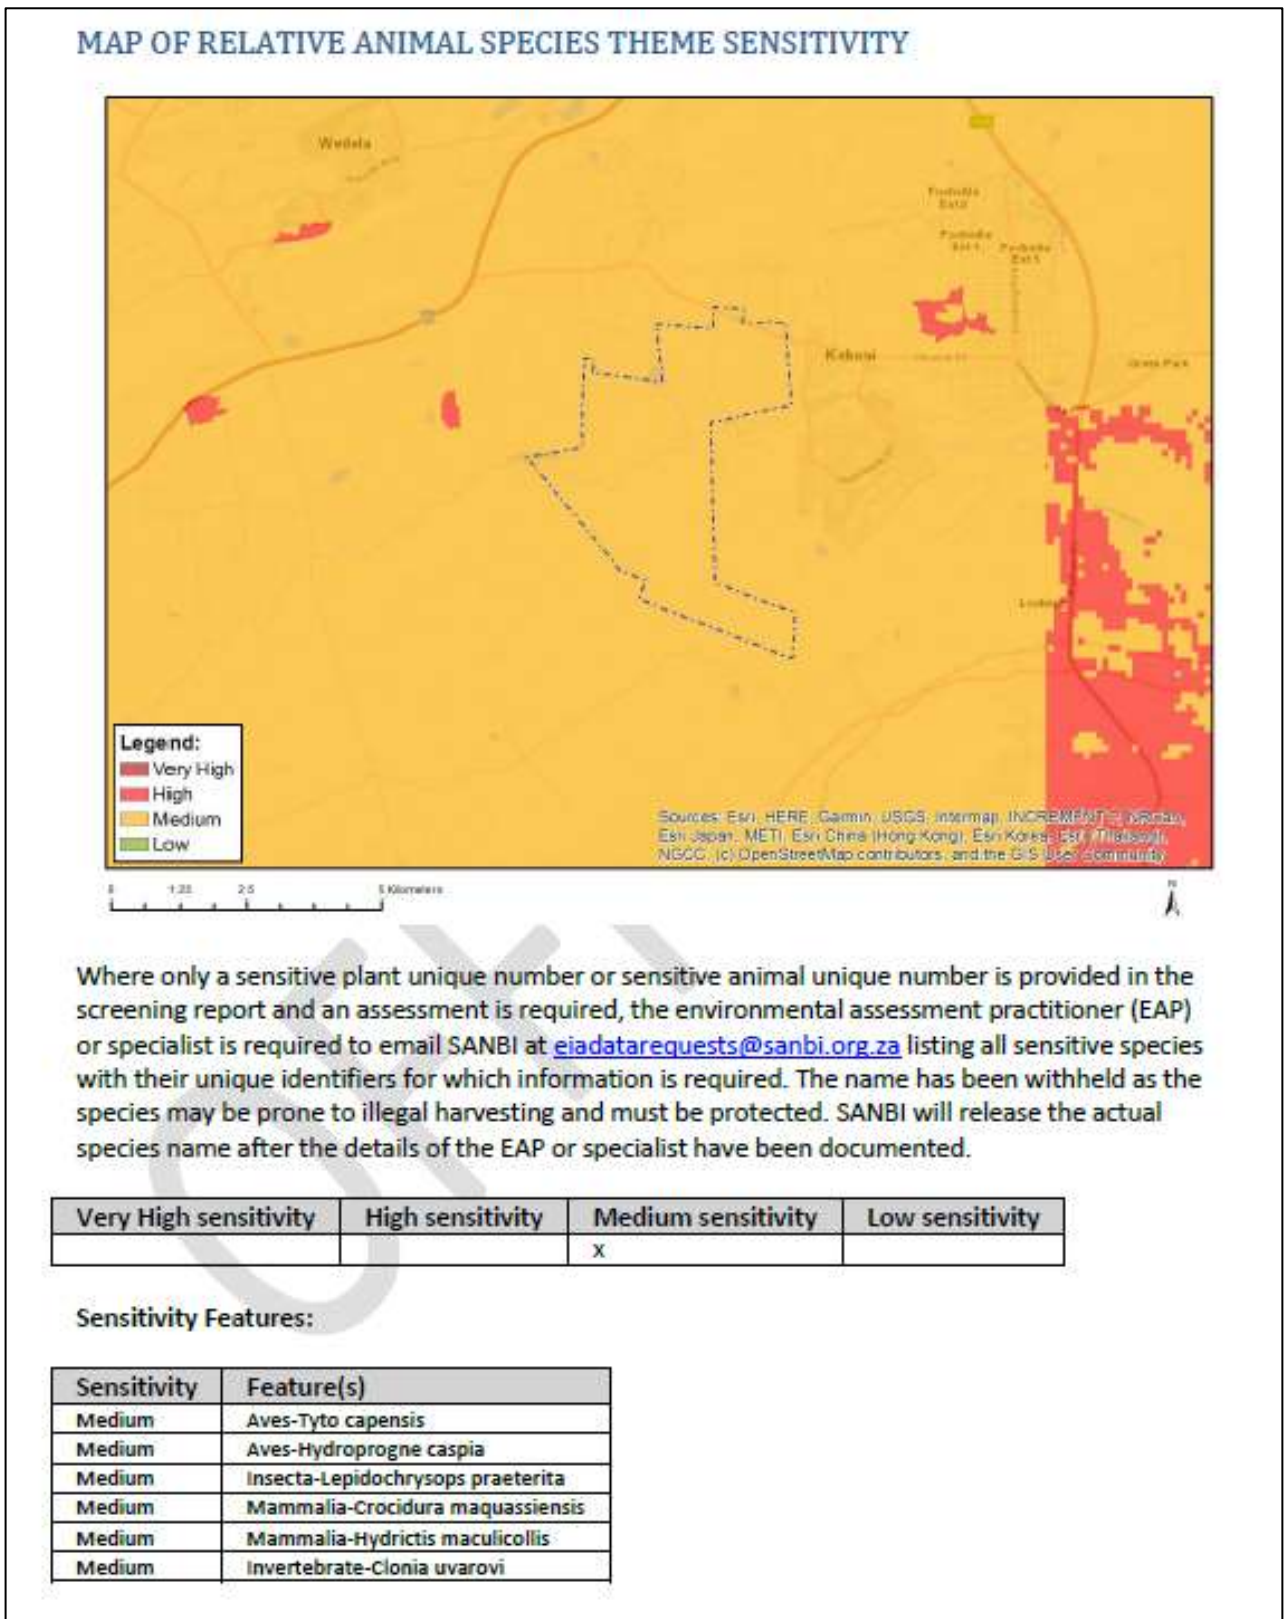 MAP OF RELATIVE ANIMAL SPECIES THEME SENSITIVITY
Wedela
Kokosi
Greens Park
Losberg
Legend:
Very High
High
Medium
Low
Sources: Esri, HERE, Garmin, USGS, Intermap, INCREMENT P, NRCan,
Esri Japan, METI, Esri China (Hong Kong), Esri Korea, Esri (Thailand),
NGCC, (c) OpenStreetMap contributors, and the GIS User Community
0 1.25 2.5 5 Kilometers
N
Where only a sensitive plant unique number or sensitive animal unique number is provided in the
screening report and an assessment is required, the environmental assessment practitioner (EAP)
or specialist is required to email SANBI at eiadatarequests@sanbi.org.za listing all sensitive species
with their unique identifiers for which information is required. The name has been withheld as the
species may be prone to illegal harvesting and must be protected. SANBI will release the actual
species name after the details of the EAP or specialist have been documented.
Very High sensitivity High sensitivity Medium sensitivity Low sensitivity
x
Sensitivity Features:
Sensitivity Feature(s)
Medium Aves-Tyto capensis
Medium Aves-Hydroprogne caspia
Medium Insecta-Lepidochrysops praeterita
Medium Mammalia-Crocidura maquassiensis
Medium Mammalia-Hydrictis maculicollis
Medium Invertebrate-Clonia uvarovi